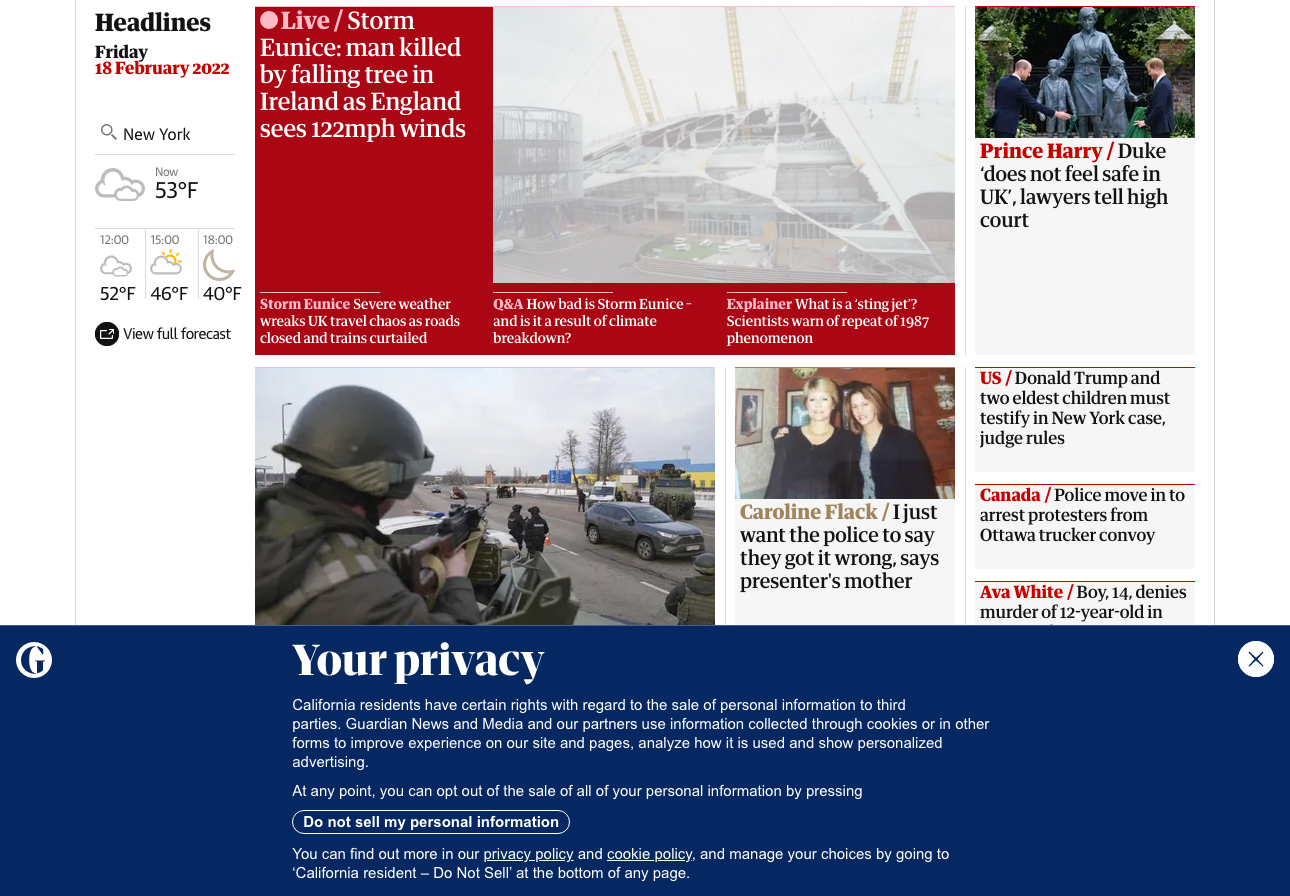 Headlines
Friday
18 February 2022
New York
Now
53°F
12:00
15:00
18:00
52°F
46°F
40°F
View full forecast
Live / Storm
Eunice: man killed
by falling tree in
Ireland as England
sees 122mph winds
Storm Eunice Severe weather
wreaks UK travel chaos as roads
closed and trains curtailed
Q&A How bad is Storm Eunice –
and is it a result of climate
breakdown?
Explainer What is a ‘sting jet’?
Scientists warn of repeat of 1987
phenomenon
Prince Harry / Duke
‘does not feel safe in
UK’, lawyers tell high
court
Caroline Flack / I just
want the police to say
they got it wrong, says
presenter's mother
US / Donald Trump and
two eldest children must
testify in New York case,
judge rules
Canada / Police move in to
arrest protesters from
Ottawa trucker convoy
Ava White / Boy, 14, denies
murder of 12-year-old in
G
Your privacy
California residents have certain rights with regard to the sale of personal information to third
parties. Guardian News and Media and our partners use information collected through cookies or in other
forms to improve experience on our site and pages, analyze how it is used and show personalized
advertising.
At any point, you can opt out of the sale of all of your personal information by pressing
Do not sell my personal information
You can find out more in our privacy policy and cookie policy, and manage your choices by going to
‘California resident – Do Not Sell’ at the bottom of any page.